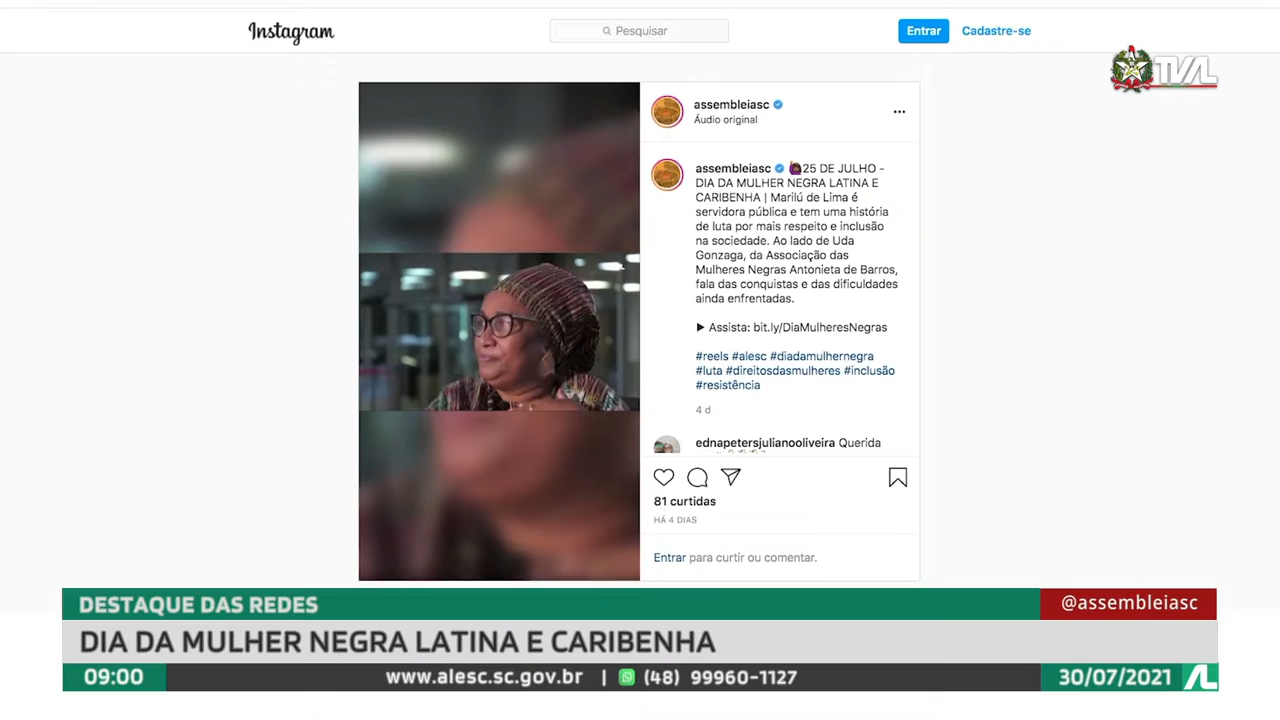 Instagram
Pesquisar
Entrar
Cadastre-se
TVAL
assembleiasc
Áudio original
assembleiasc 25 DE JULHO -
DIA DA MULHER NEGRA LATINA E
CARIBENHA | Marilú de Lima é
servidora pública e tem uma história
de luta por mais respeito e inclusão
na sociedade. Ao lado de Uda
Gonzaga, da Associação das
Mulheres Negras Antonieta de Barros,
fala das conquistas e das dificuldades
ainda enfrentadas.
▶ Assista: bit.ly/DiaMulheresNegras
#reels #alesc #diadamulhernegra
#luta #direitosdasmulheres #inclusão
#resistência
4 d
ednapetersjulianooliveira Querida
81 curtidas
HÁ 4 DIAS
Entrar para curtir ou comentar.
DESTAQUE DAS REDES
@assembleiasc
DIA DA MULHER NEGRA LATINA E CARIBENHA
09:00
www.alesc.sc.gov.br | (48) 99960-1127
30/07/2021
AL